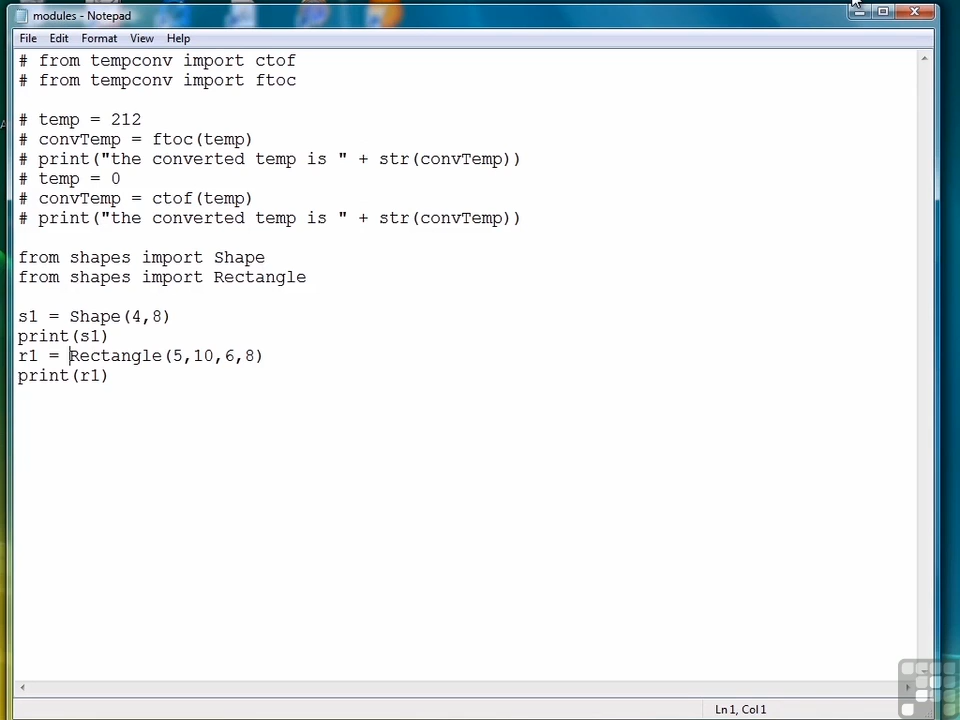 modules - Notepad
File Edit Format View Help
# from tempconv import ctof
# from tempconv import ftoc
# temp = 212
# convTemp = ftoc(temp)
# print("the converted temp is " + str(convTemp))
# temp = 0
# convTemp = ctof(temp)
# print("the converted temp is " + str(convTemp))
from shapes import Shape
from shapes import Rectangle
s1 = Shape(4,8)
print(s1)
r1 = Rectangle(5,10,6,8)
print(r1)
Ln 1, Col 1